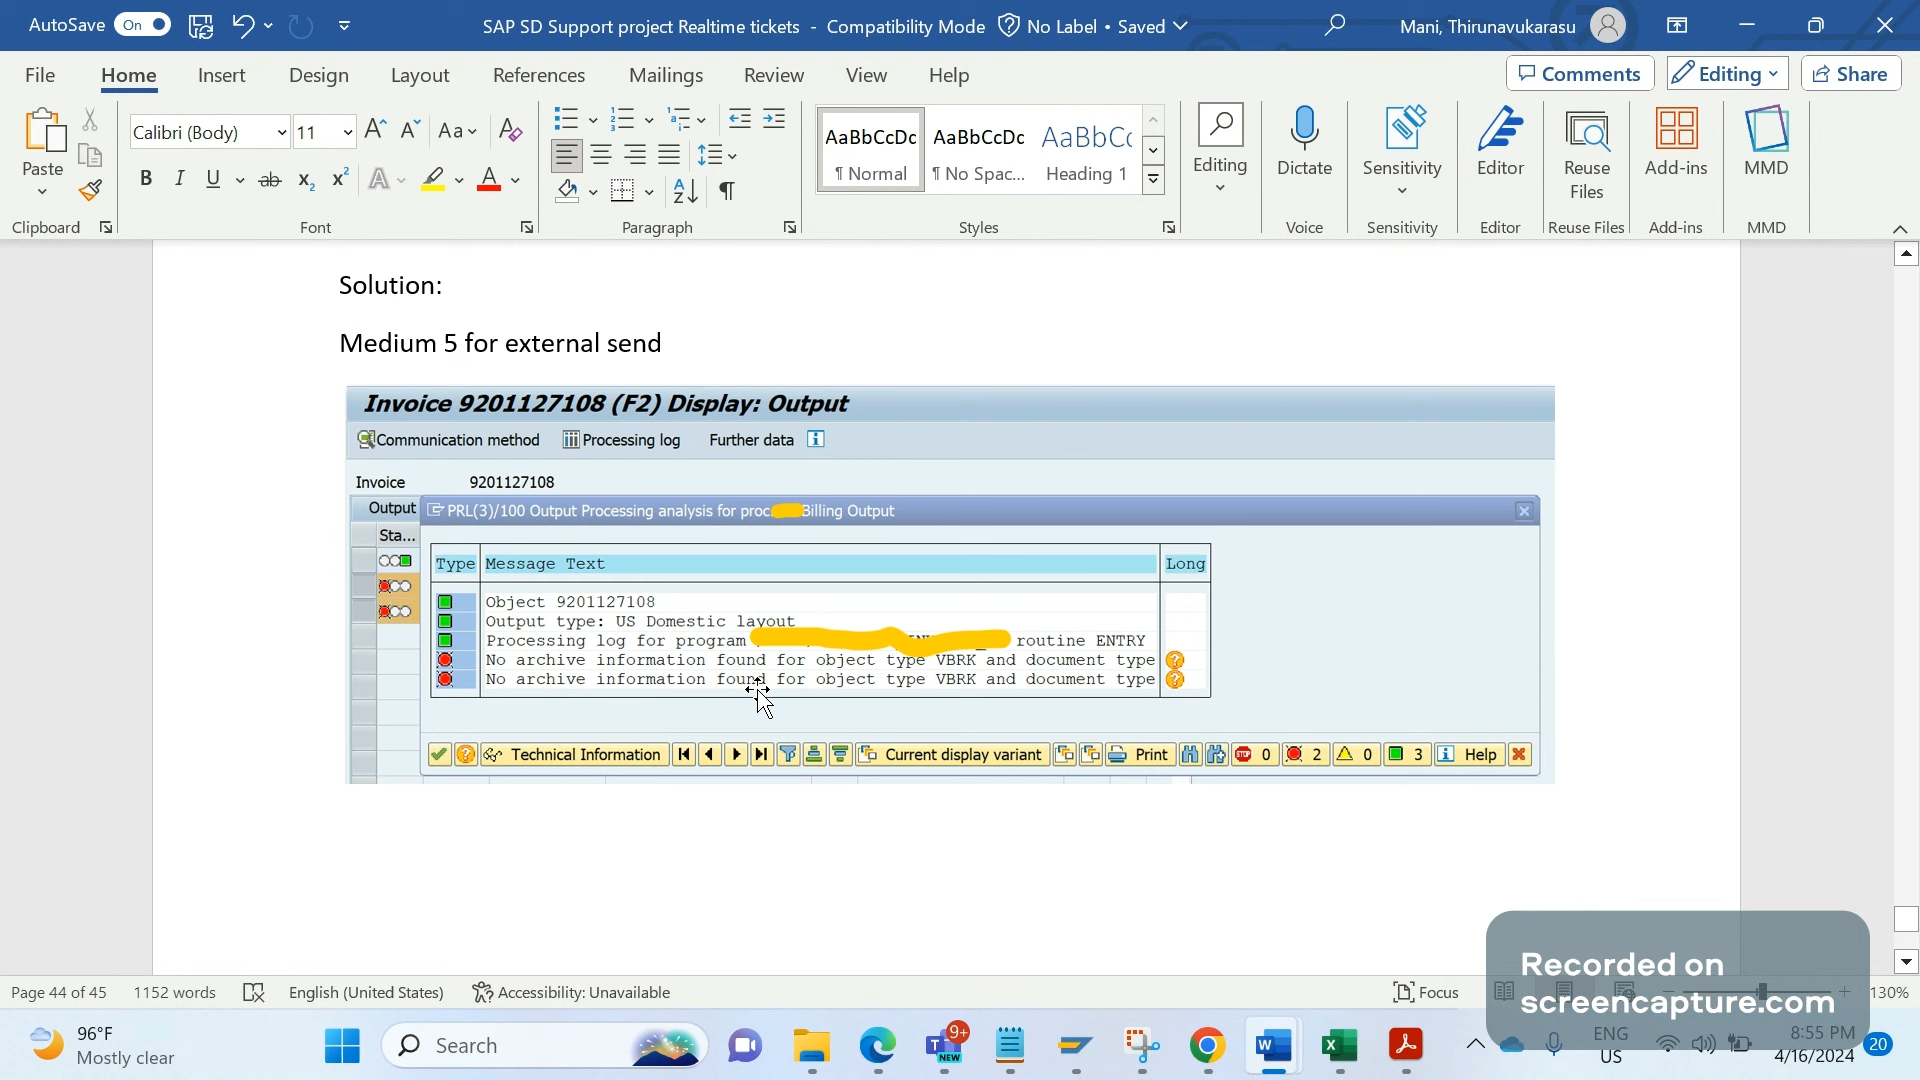 AutoSave On SAP SD Support project Realtime tickets - Compatibility Mode No Label • Saved Mani, Thirunavukarasu
File Home Insert Design Layout References Mailings Review View Help Comments Editing Share
Paste
Calibri (Body) 11 Aa
B I U ab x₂ x² A A
AaBbCcDc ¶ Normal
AaBbCcDc ¶ No Spac...
AaBbCc Heading 1
Editing
Dictate
Sensitivity
Editor
Reuse Files
Add-ins
MMD
Clipboard Font Paragraph Styles Voice Sensitivity Editor Reuse Files Add-ins MMD
Solution:
Medium 5 for external send
Invoice 9201127108 (F2) Display: Output
Communication method Processing log Further data
Invoice 9201127108
Output PRL(3)/100 Output Processing analysis for proc. Billing Output
Sta...
Type Message Text Long
Object 9201127108
Output type: US Domestic layout
Processing log for program routine ENTRY
No archive information found for object type VBRK and document type
No archive information found for object type VBRK and document type
Technical Information Current display variant Print STOP 0 2 0 3 Help
Recorded on
screencapture.com
Page 44 of 45 1152 words English (United States) Accessibility: Unavailable Focus 130%
96°F
Mostly clear
Search
9+
NEW
ENG
US
8:55 PM
4/16/2024
20